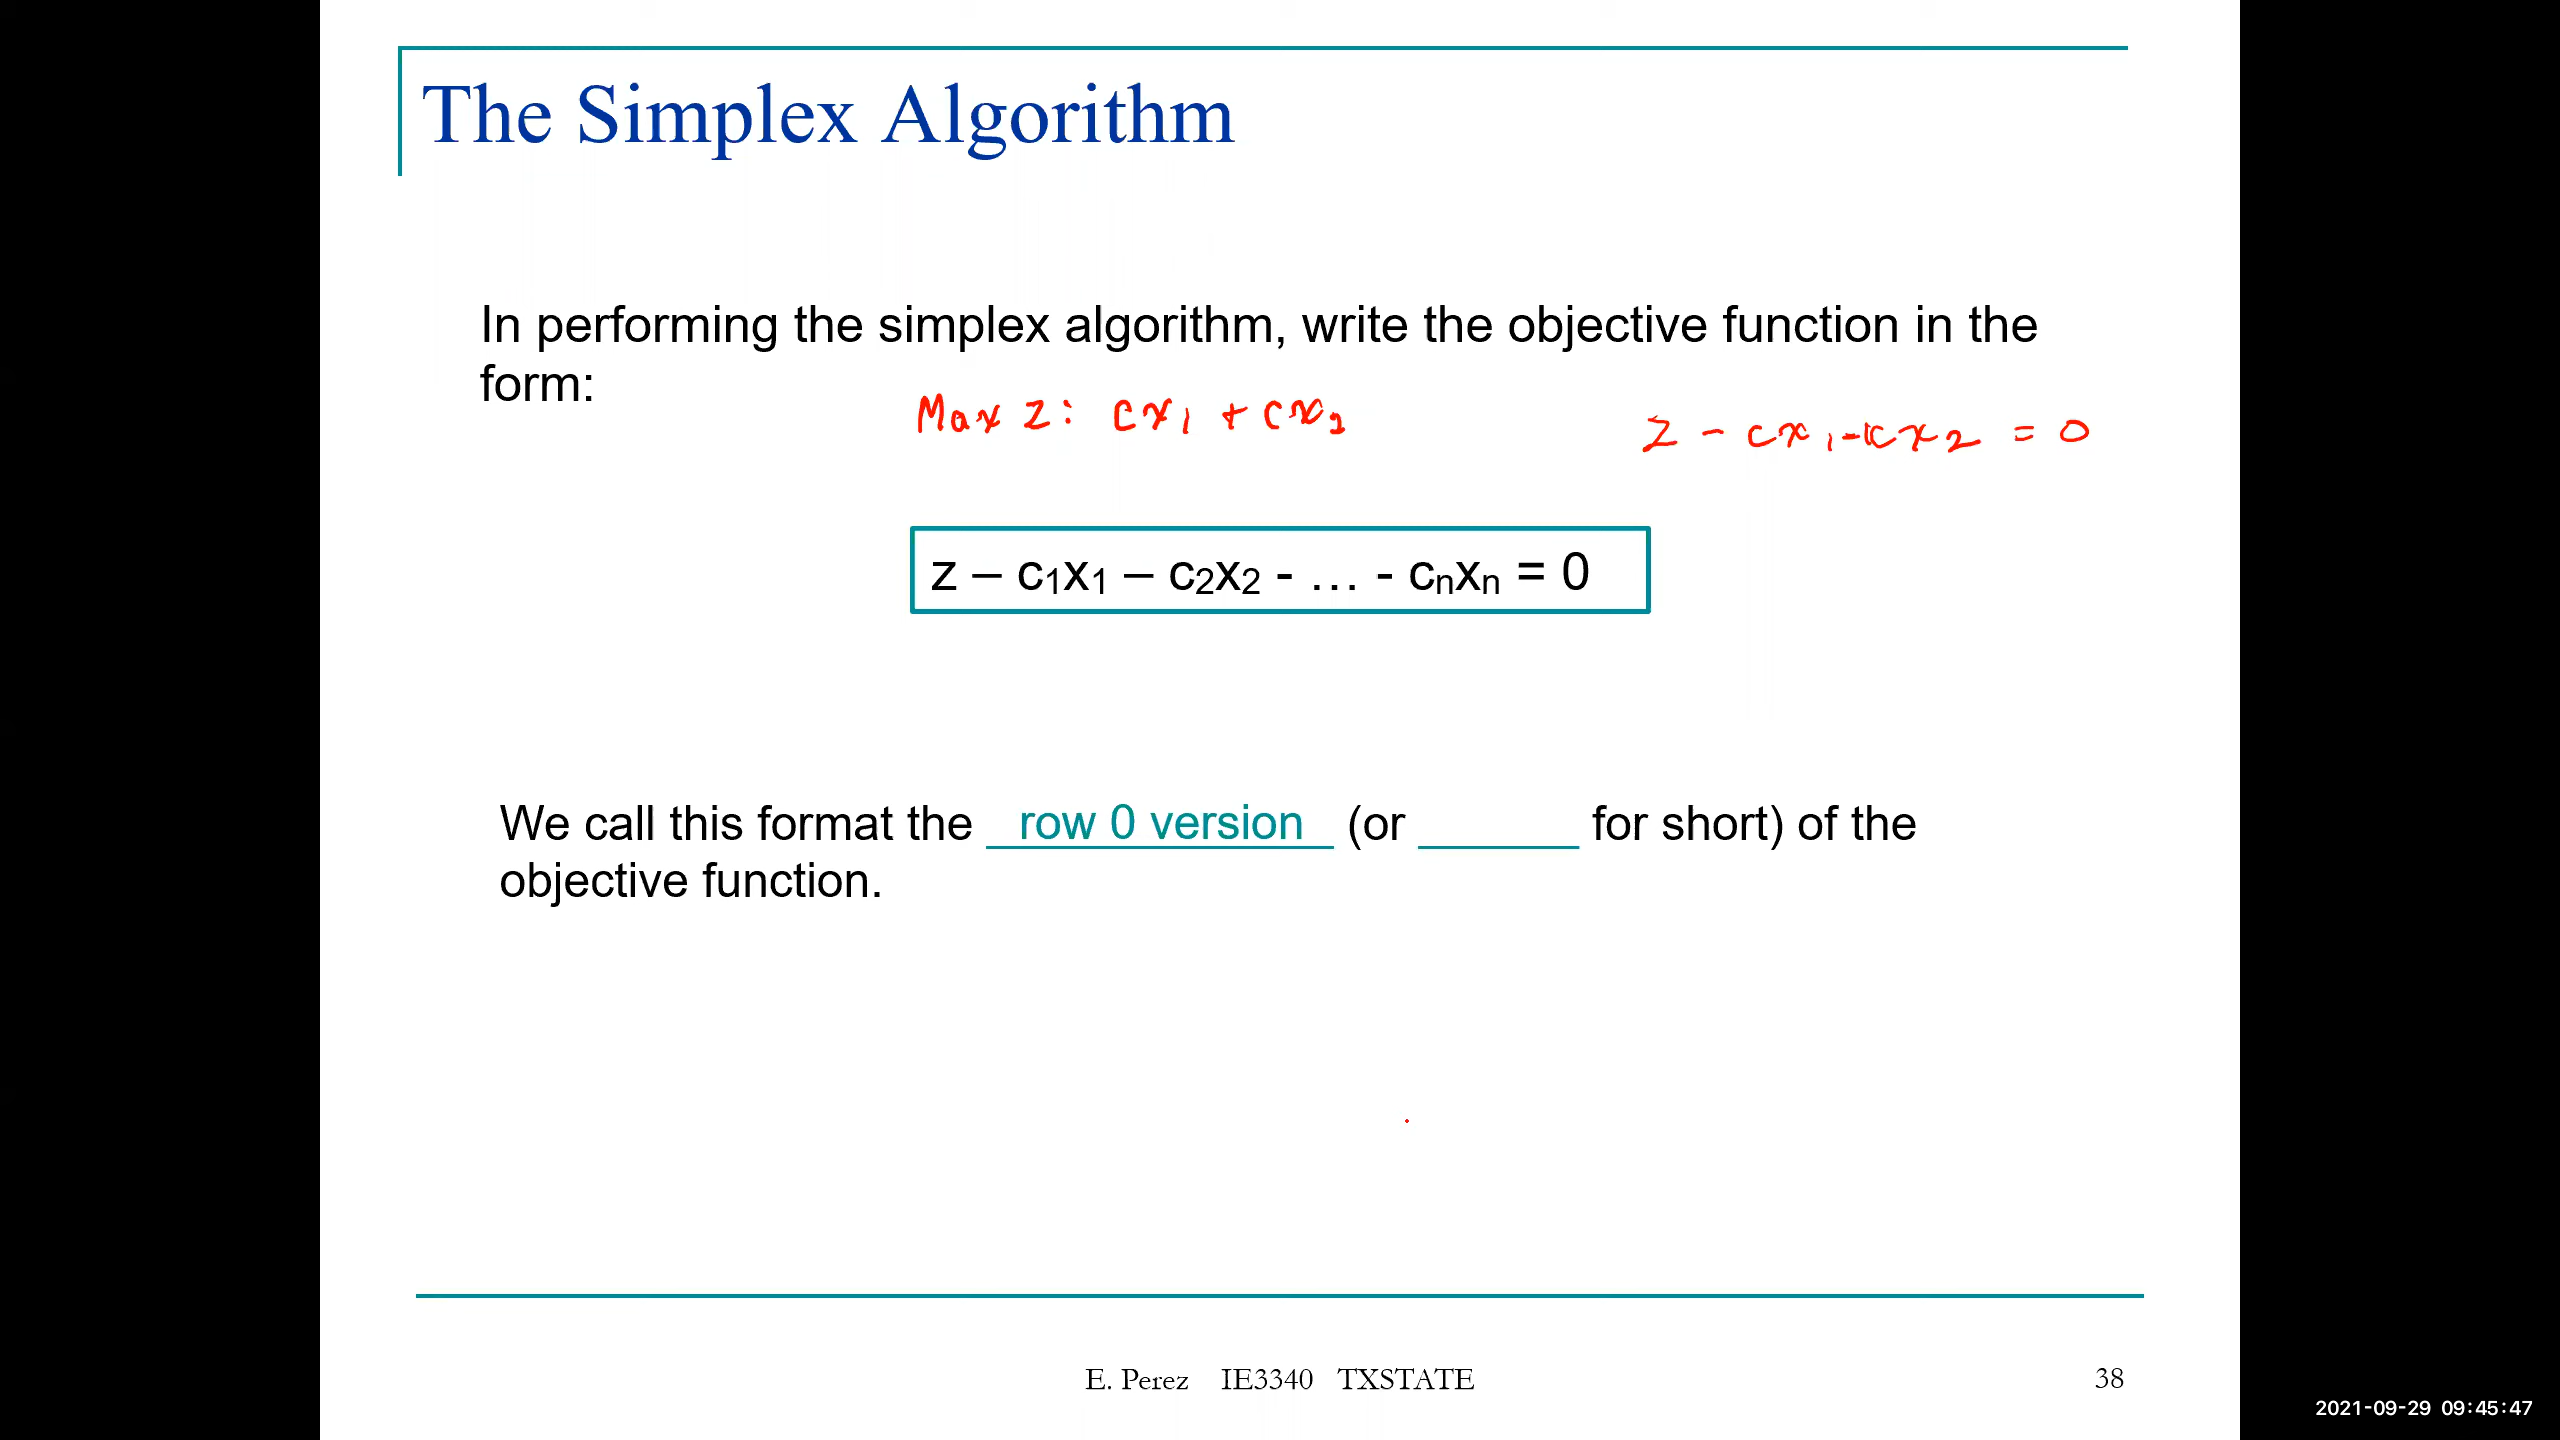 The Simplex Algorithm
In performing the simplex algorithm, write the objective function in the
form:
Max z: cx₁ + cx₂
z - cx₁ - cx₂ = 0
z – c₁x₁ – c₂x₂ - … - cₙxₙ = 0
We call this format the row 0 version (or ______ for short) of the
objective function.
E. Perez IE3340 TXSTATE
38
2021-09-29 09:45:47